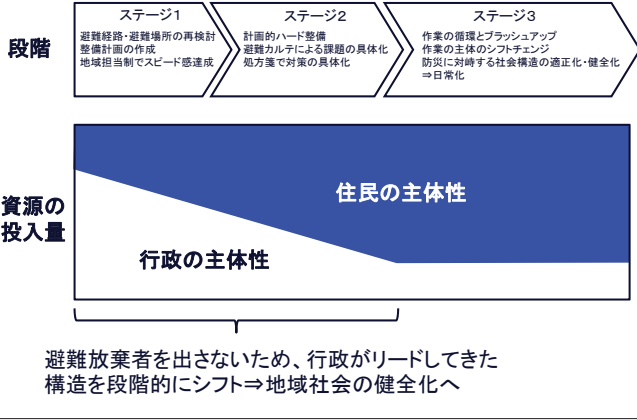 段階
ステージ1
避難経路・避難場所の再検討
整備計画の作成
地域担当制でスピード感達成
ステージ2
計画的ハード整備
避難カルテによる課題の具体化
処方箋で対策の具体化
ステージ3
作業の循環とブラッシュアップ
作業の主体のシフトチェンジ
防災に対峙する社会構造の適正化・健全化
⇒日常化
資源の
投入量
住民の主体性
行政の主体性
避難放棄者を出さないため、行政がリードしてきた
構造を段階的にシフト⇒地域社会の健全化へ